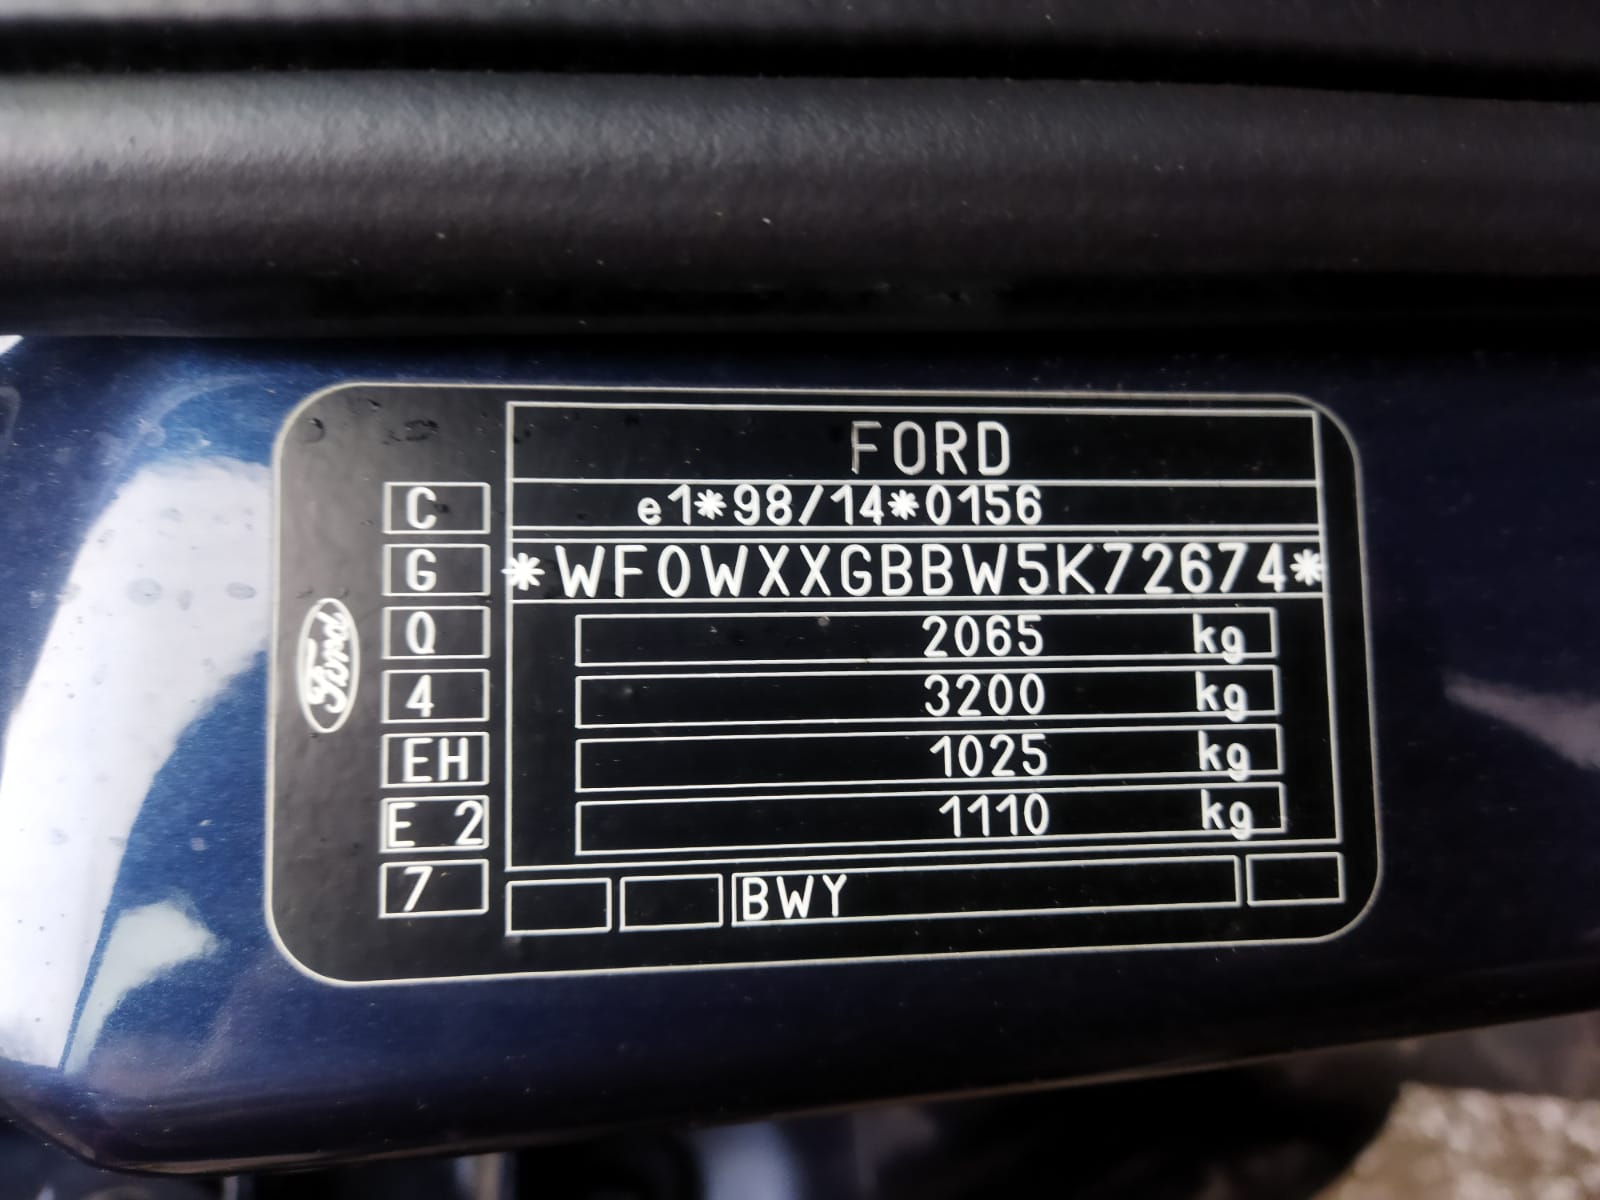 FORD
C e1*98/14*0156
G *WF0WXXGBBW5K72674*
Q 2065 kg
4 3200 kg
EH 1025 kg
E 2 1110 kg
7 BWY
Ford